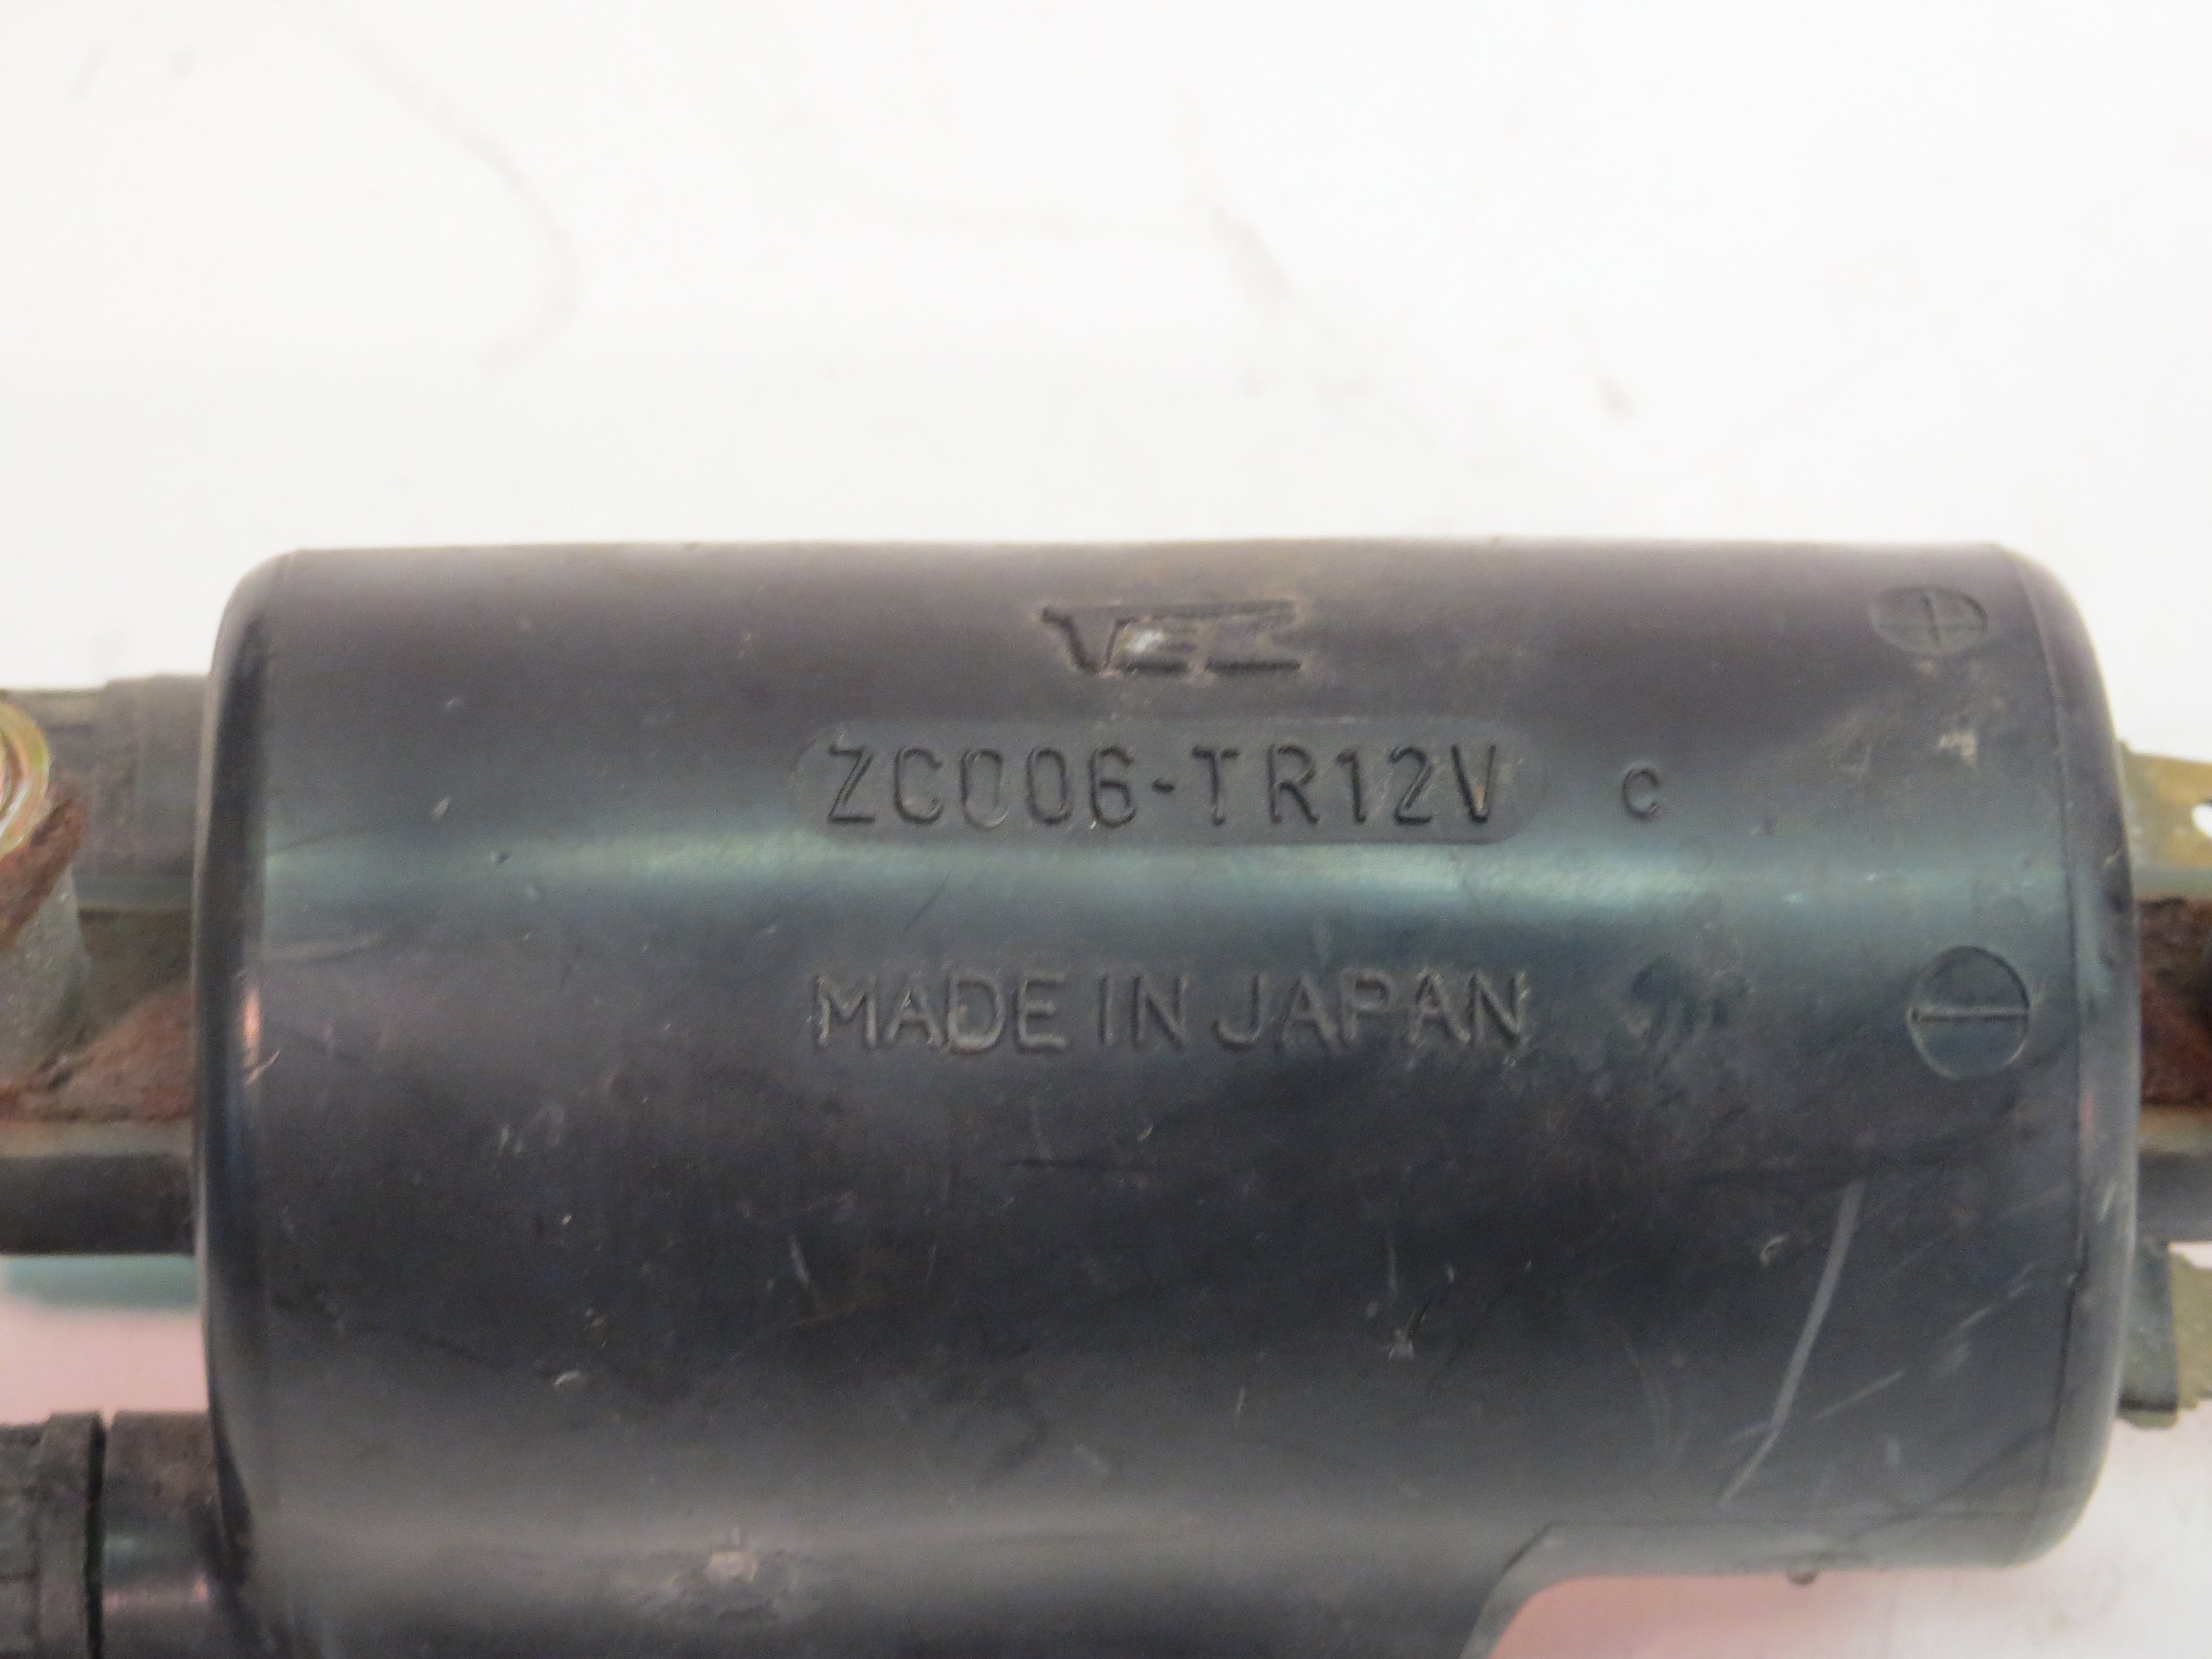 TEC
ZC006-TR12V c
MADE IN JAPAN